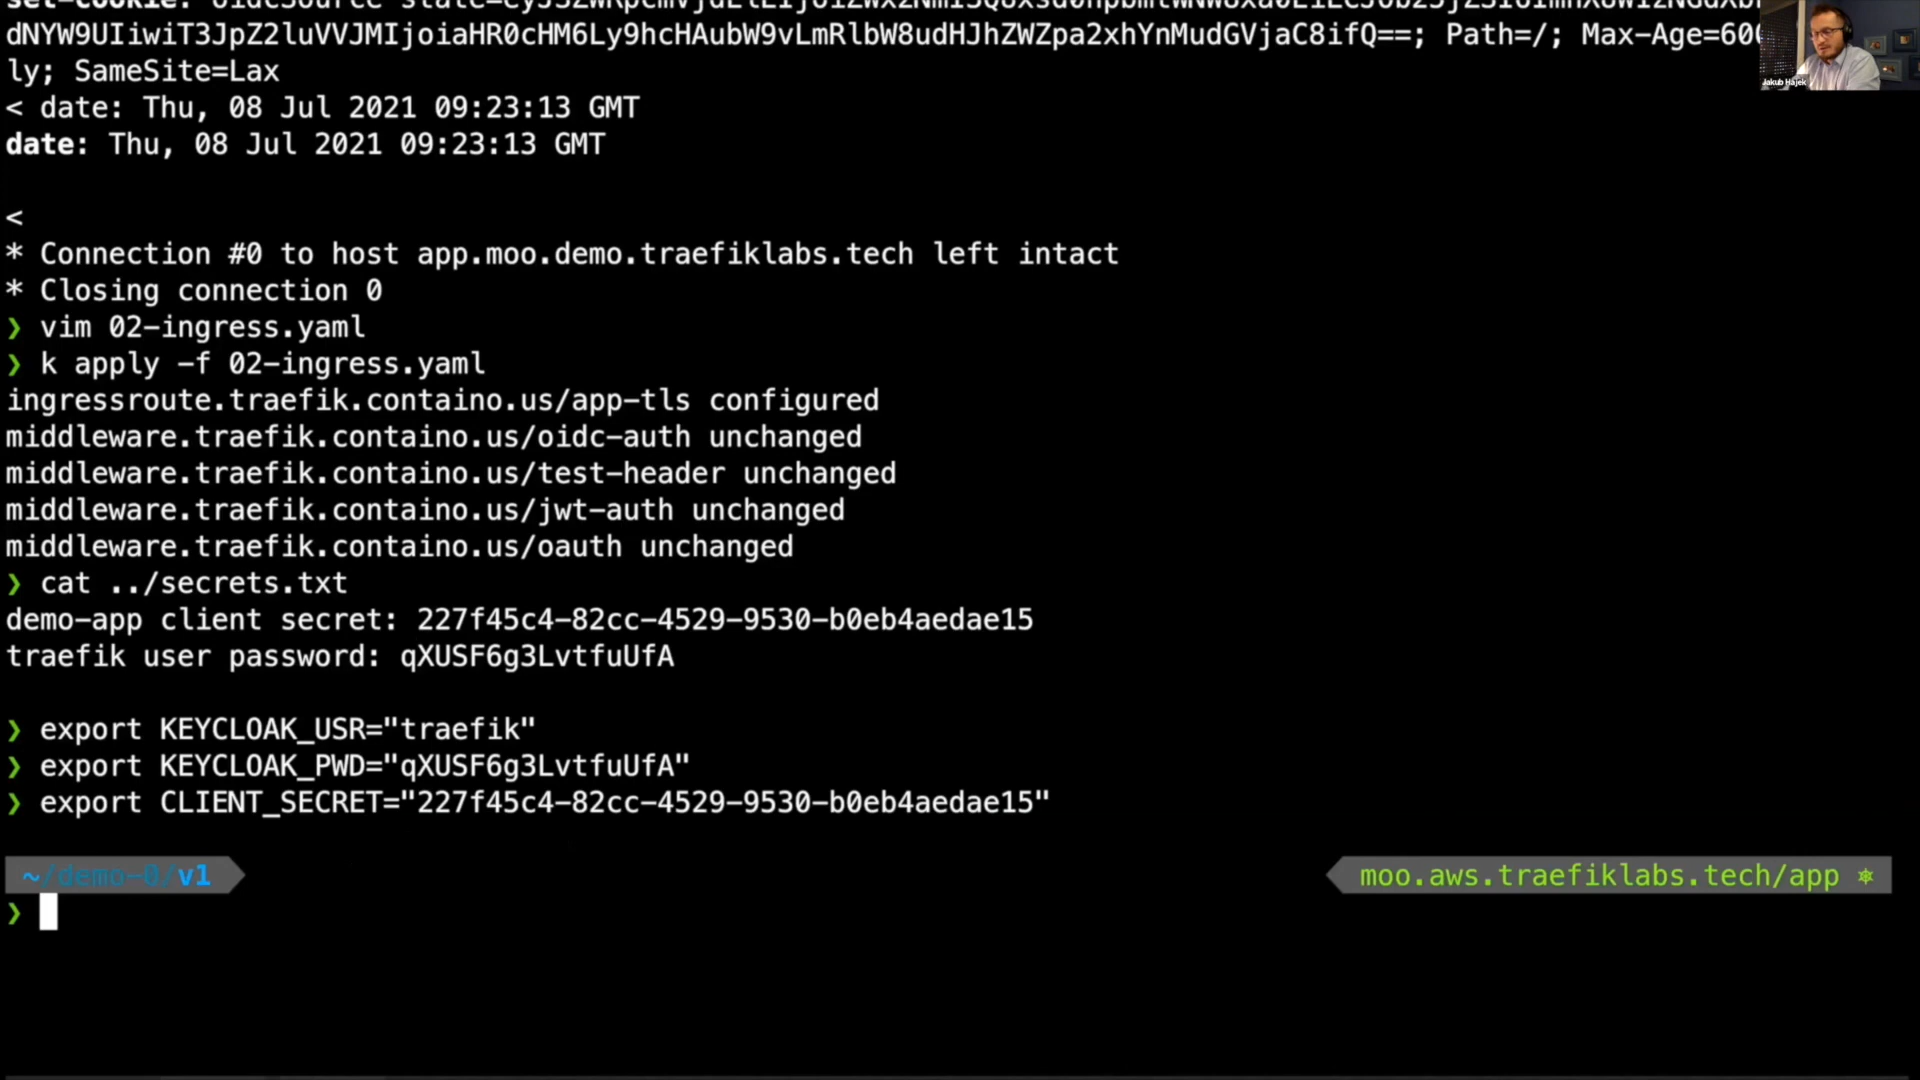 dNYW9UIiwiT3JpZ2luVVJMIjoiaHR0cHM6Ly9hcHAubW9vLmRlbW8udHJhZWZpa2xhYnMudGVjaC8ifQ==; Path=/; Max-Age=600
ly; SameSite=Lax
< date: Thu, 08 Jul 2021 09:23:13 GMT
date: Thu, 08 Jul 2021 09:23:13 GMT
<
* Connection #0 to host app.moo.demo.traefiklabs.tech left intact
* Closing connection 0
❯ vim 02-ingress.yaml
❯ k apply -f 02-ingress.yaml
ingressroute.traefik.containo.us/app-tls configured
middleware.traefik.containo.us/oidc-auth unchanged
middleware.traefik.containo.us/test-header unchanged
middleware.traefik.containo.us/jwt-auth unchanged
middleware.traefik.containo.us/oauth unchanged
❯ cat ../secrets.txt
demo-app client secret: 227f45c4-82cc-4529-9530-b0eb4aedae15
traefik user password: qXUSF6g3LvtfuUfA
❯ export KEYCLOAK_USR="traefik"
❯ export KEYCLOAK_PWD="qXUSF6g3LvtfuUfA"
❯ export CLIENT_SECRET="227f45c4-82cc-4529-9530-b0eb4aedae15"
~/demo-0/v1 moo.aws.traefiklabs.tech/app ⎈
❯
Jakub Hajek